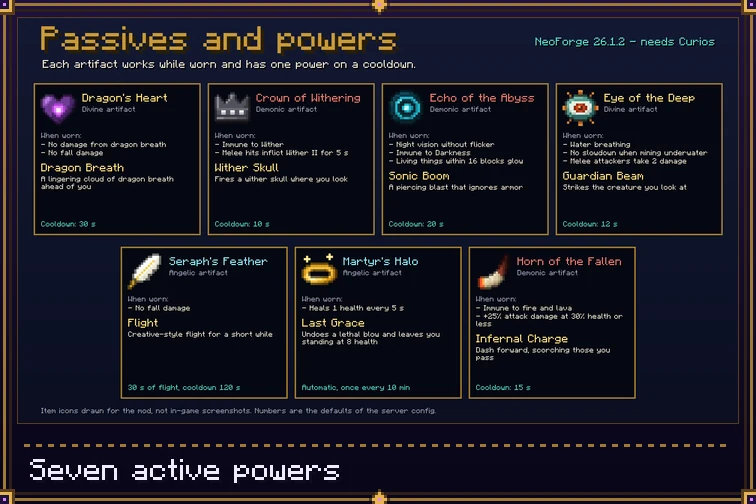 Passives and powers
NeoForge 26.1.2 - needs Curios
Each artifact works while worn and has one power on a cooldown.
Dragon's Heart
Divine artifact
When worn:
- No damage from dragon breath
- No fall damage
Dragon Breath
A lingering cloud of dragon breath
ahead of you
Cooldown: 30 s
Crown of Withering
Demonic artifact
When worn:
- Immune to Wither
- Melee hits inflict Wither II for 5 s
Wither Skull
Fires a wither skull where you look
Cooldown: 10 s
Echo of the Abyss
Demonic artifact
When worn:
- Night vision without flicker
- Immune to Darkness
- Living things within 16 blocks glow
Sonic Boom
A piercing blast that ignores armor
Cooldown: 20 s
Eye of the Deep
Divine artifact
When worn:
- Water breathing
- No slowdown when mining underwater
- Melee attackers take 2 damage
Guardian Beam
Strikes the creature you look at
Cooldown: 12 s
Seraph's Feather
Angelic artifact
When worn:
- No fall damage
Flight
Creative-style flight for a short while
30 s of flight, cooldown 120 s
Martyr's Halo
Angelic artifact
When worn:
- Heals 1 health every 5 s
Last Grace
Undoes a lethal blow and leaves you
standing at 8 health
Automatic, once every 10 min
Horn of the Fallen
Demonic artifact
When worn:
- Immune to fire and lava
- +25% attack damage at 30% health or
less
Infernal Charge
Dash forward, scorching those you
pass
Cooldown: 15 s
Item icons drawn for the mod, not in-game screenshots. Numbers are the defaults of the server config.
Seven active powers